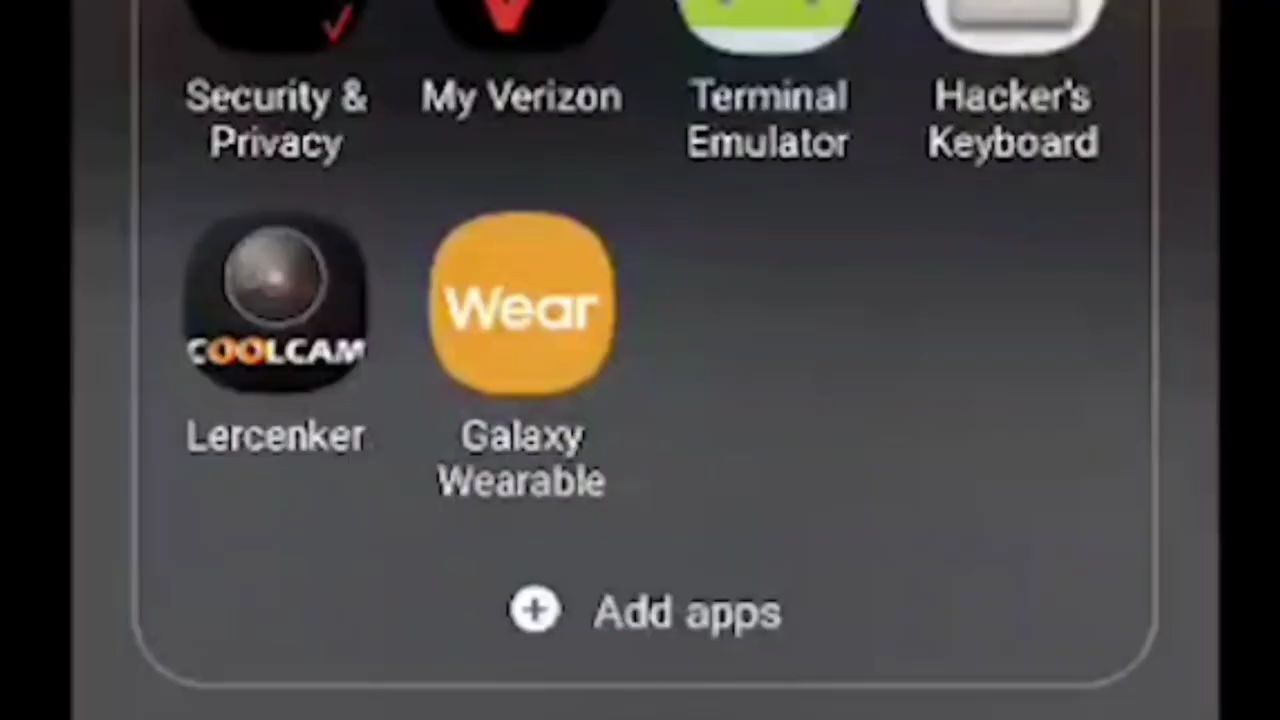 Security & My Verizon Terminal Hacker's
Privacy Emulator Keyboard
Wear
COOLCAM
Lercenker Galaxy
Wearable
Add apps